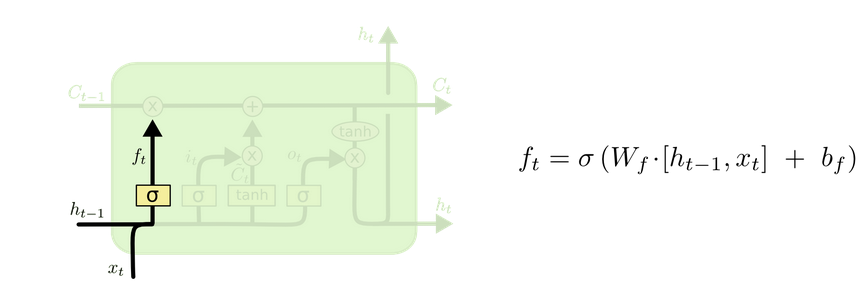 h_t
C_{t-1} x + C_t
tanh
f_t i_t x o_t x
C̃_t
σ σ tanh σ
h_{t-1} h_t
x_t
f_t = σ (W_f · [h_{t-1}, x_t] + b_f)